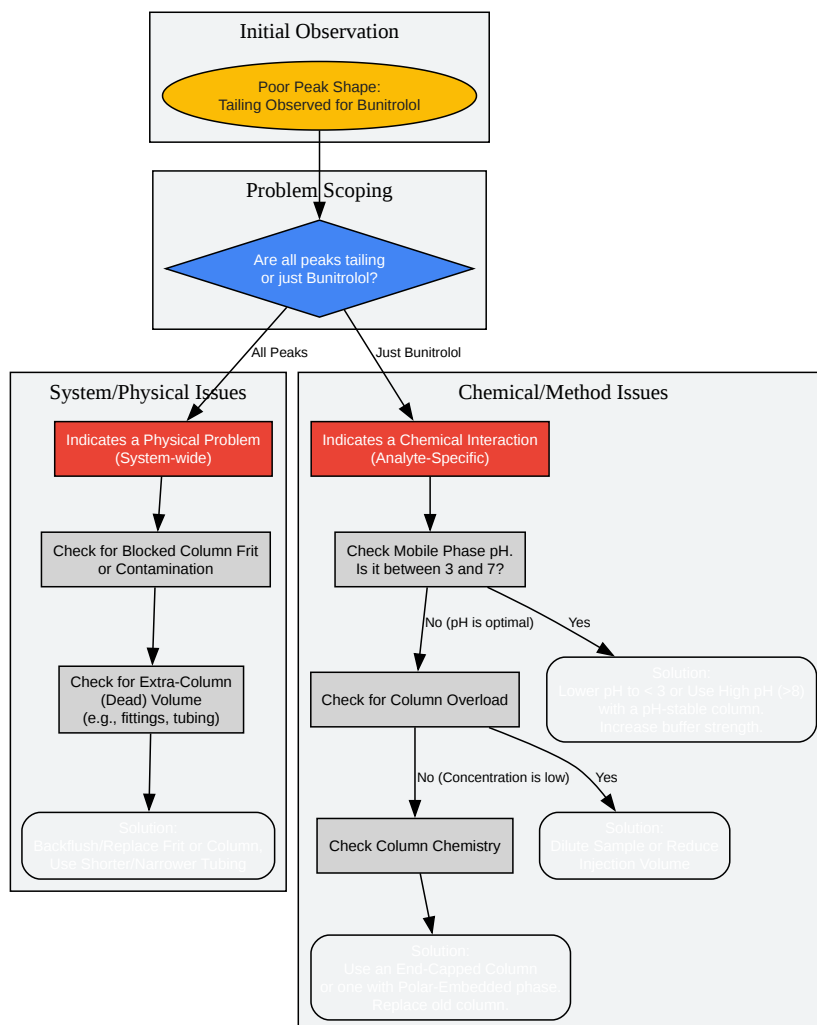 Initial Observation
Poor Peak Shape:
Tailing Observed for Bunitrolol
Problem Scoping
Are all peaks tailing
or just Bunitrolol?
All Peaks
Just Bunitrolol
System/Physical Issues
Indicates a Physical Problem
(System-wide)
Check for Blocked Column Frit
or Contamination
Check for Extra-Column
(Dead) Volume
(e.g., fittings, tubing)
Solution:
Backflush/Replace Frit or Column.
Use Shorter/Narrower Tubing
Chemical/Method Issues
Indicates a Chemical Interaction
(Analyte-Specific)
Check Mobile Phase pH.
Is it between 3 and 7?
No (pH is optimal)
Yes
Solution:
Lower pH to < 3 or Use High pH (>8)
with a pH-stable column.
Increase buffer strength.
Check for Column Overload
No (Concentration is low)
Yes
Solution:
Dilute Sample or Reduce
Injection Volume
Check Column Chemistry
Solution:
Use an End-Capped Column
or one with Polar-Embedded phase.
Replace old column.